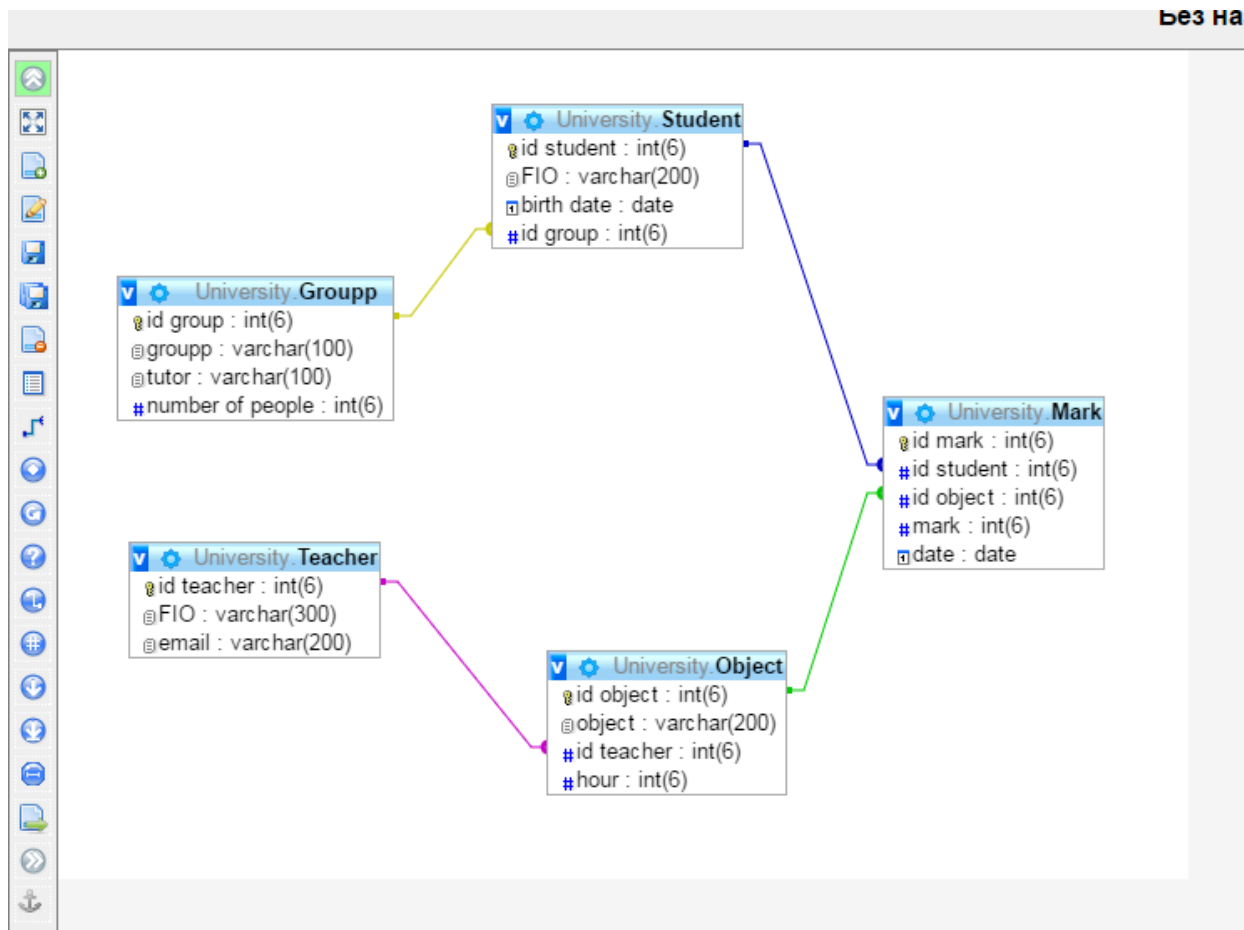 Без на
University.Student
id student : int(6)
FIO : varchar(200)
birth date : date
id group : int(6)
University.Groupp
id group : int(6)
groupp : varchar(100)
tutor : varchar(100)
number of people : int(6)
University.Mark
id mark : int(6)
id student : int(6)
id object : int(6)
mark : int(6)
date : date
University.Teacher
id teacher : int(6)
FIO : varchar(300)
email : varchar(200)
University.Object
id object : int(6)
object : varchar(200)
id teacher : int(6)
hour : int(6)